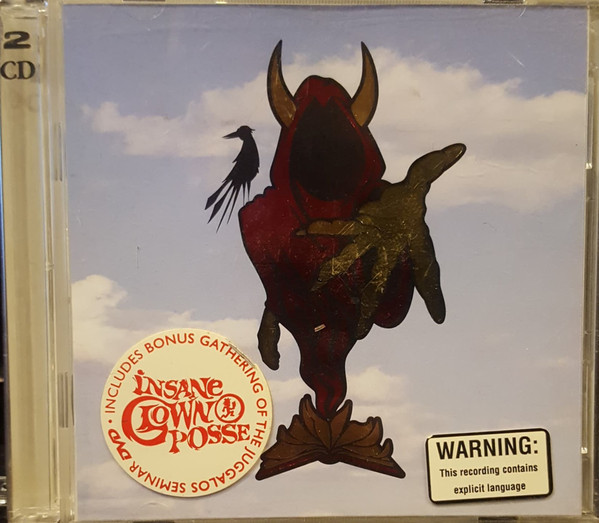 2
CD
INCLUDES BONUS GATHERING OF THE JUGGALOS SEMINAR DVD •
INSANE
CLOWN
POSSE
WARNING:
This recording contains
explicit language